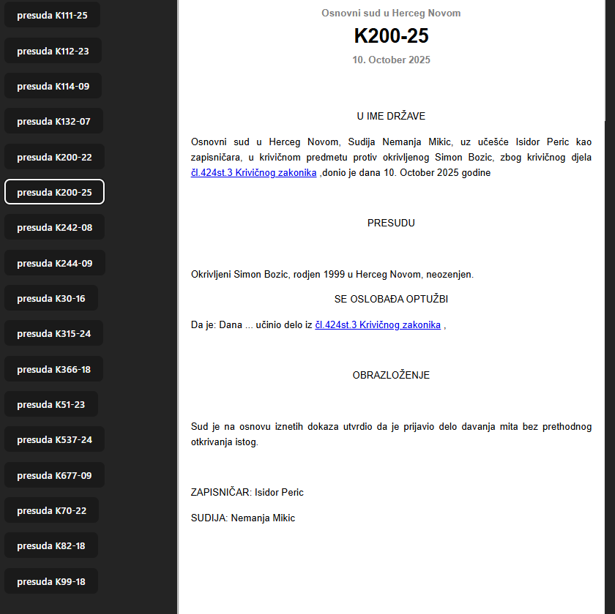 presuda K111-25
presuda K112-23
presuda K114-09
presuda K132-07
presuda K200-22
presuda K200-25
presuda K242-08
presuda K244-09
presuda K30-16
presuda K315-24
presuda K366-18
presuda K51-23
presuda K537-24
presuda K677-09
presuda K70-22
presuda K82-18
presuda K99-18
Osnovni sud u Herceg Novom
K200-25
10. October 2025
U IME DRŽAVE
Osnovni sud u Herceg Novom, Sudija Nemanja Mikic, uz učešće Isidor Peric kao
zapisničara, u krivičnom predmetu protiv okrivljenog Simon Bozic, zbog krivičnog djela
čl.424st.3 Krivičnog zakonika ,donio je dana 10. October 2025 godine
PRESUDU
Okrivljeni Simon Bozic, rodjen 1999 u Herceg Novom, neozenjen.
SE OSLOBAĐA OPTUŽBI
Da je: Dana ... učinio delo iz čl.424st.3 Krivičnog zakonika ,
OBRAZLOŽENJE
Sud je na osnovu iznetih dokaza utvrdio da je prijavio delo davanja mita bez prethodnog
otkrivanja istog.
ZAPISNIČAR: Isidor Peric
SUDIJA: Nemanja Mikic